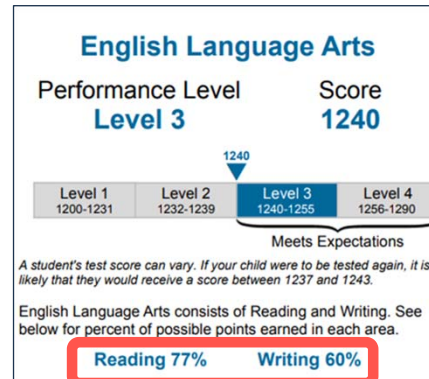 English Language Arts
Performance Level Score
Level 3 1240
1240
Level 1 Level 2 Level 3 Level 4
1200-1231 1232-1239 1240-1255 1256-1290
Meets Expectations
A student's test score can vary. If your child were to be tested again, it is
likely that they would receive a score between 1237 and 1243.
English Language Arts consists of Reading and Writing. See
below for percent of possible points earned in each area.
Reading 77% Writing 60%